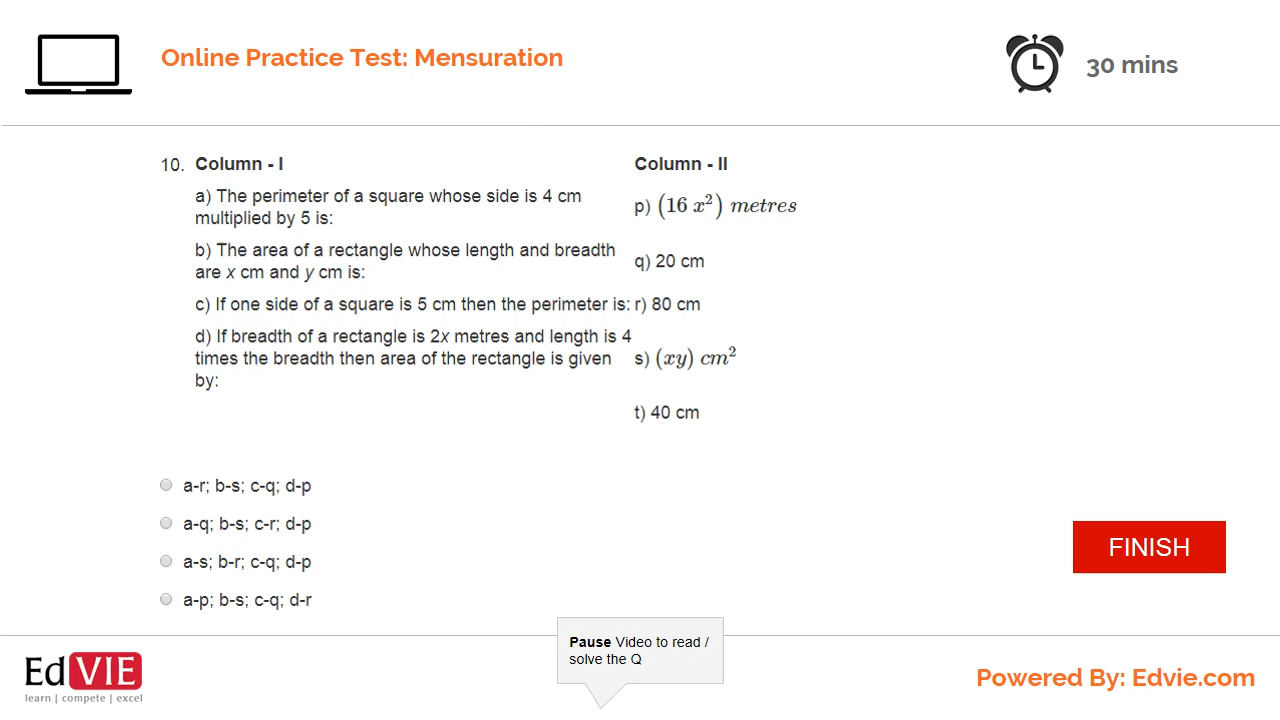 Online Practice Test: Mensuration
30 mins
10. Column - I
Column - II
a) The perimeter of a square whose side is 4 cm
multiplied by 5 is:
p) (16 x²) metres
b) The area of a rectangle whose length and breadth
are x cm and y cm is:
q) 20 cm
c) If one side of a square is 5 cm then the perimeter is:
r) 80 cm
d) If breadth of a rectangle is 2x metres and length is 4
times the breadth then area of the rectangle is given
by:
s) (xy) cm²
t) 40 cm
a-r; b-s; c-q; d-p
a-q; b-s; c-r; d-p
a-s; b-r; c-q; d-p
a-p; b-s; c-q; d-r
FINISH
Pause Video to read /
solve the Q
EdVIE
learn | compete | excel
Powered By: Edvie.com